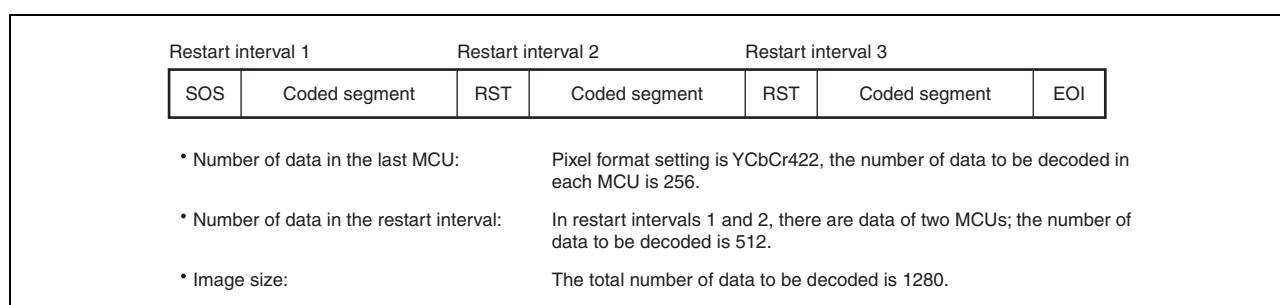 Restart interval 1 Restart interval 2 Restart interval 3
SOS Coded segment RST Coded segment RST Coded segment EOI
• Number of data in the last MCU: Pixel format setting is YCbCr422, the number of data to be decoded in
each MCU is 256.
• Number of data in the restart interval: In restart intervals 1 and 2, there are data of two MCUs; the number of
data to be decoded is 512.
• Image size: The total number of data to be decoded is 1280.